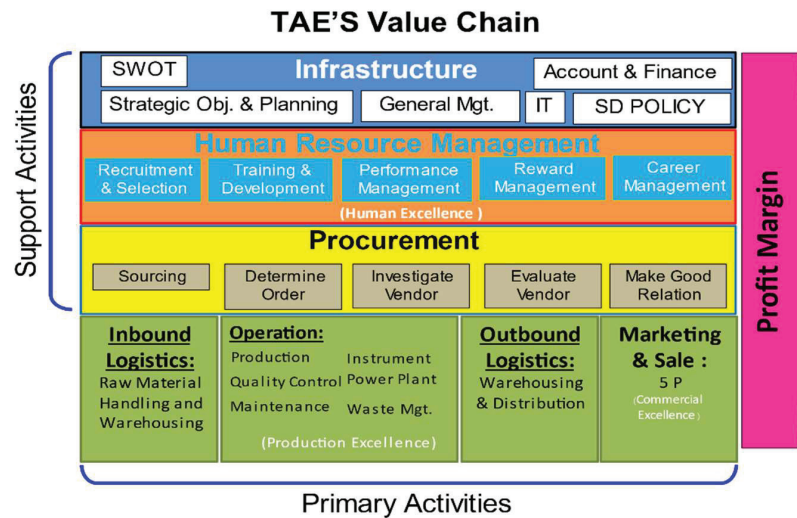 TAE'S Value Chain
Support Activities
SWOT
Infrastructure
Account & Finance
Strategic Obj. & Planning
General Mgt.
IT
SD POLICY
Human Resource Management
Recruitment
& Selection
Training &
Development
Performance
Management
Reward
Management
Career
Management
(Human Excellence )
Procurement
Sourcing
Determine
Order
Investigate
Vendor
Evaluate
Vendor
Make Good
Relation
Inbound
Logistics:
Raw Material
Handling and
Warehousing
Operation:
Production
Instrument
Quality Control
Power Plant
Maintenance
Waste Mgt.
(Production Excellence)
Outbound
Logistics:
Warehousing
& Distribution
Marketing
& Sale :
5 P
(Commercial
Excellence )
Profit Margin
Primary Activities